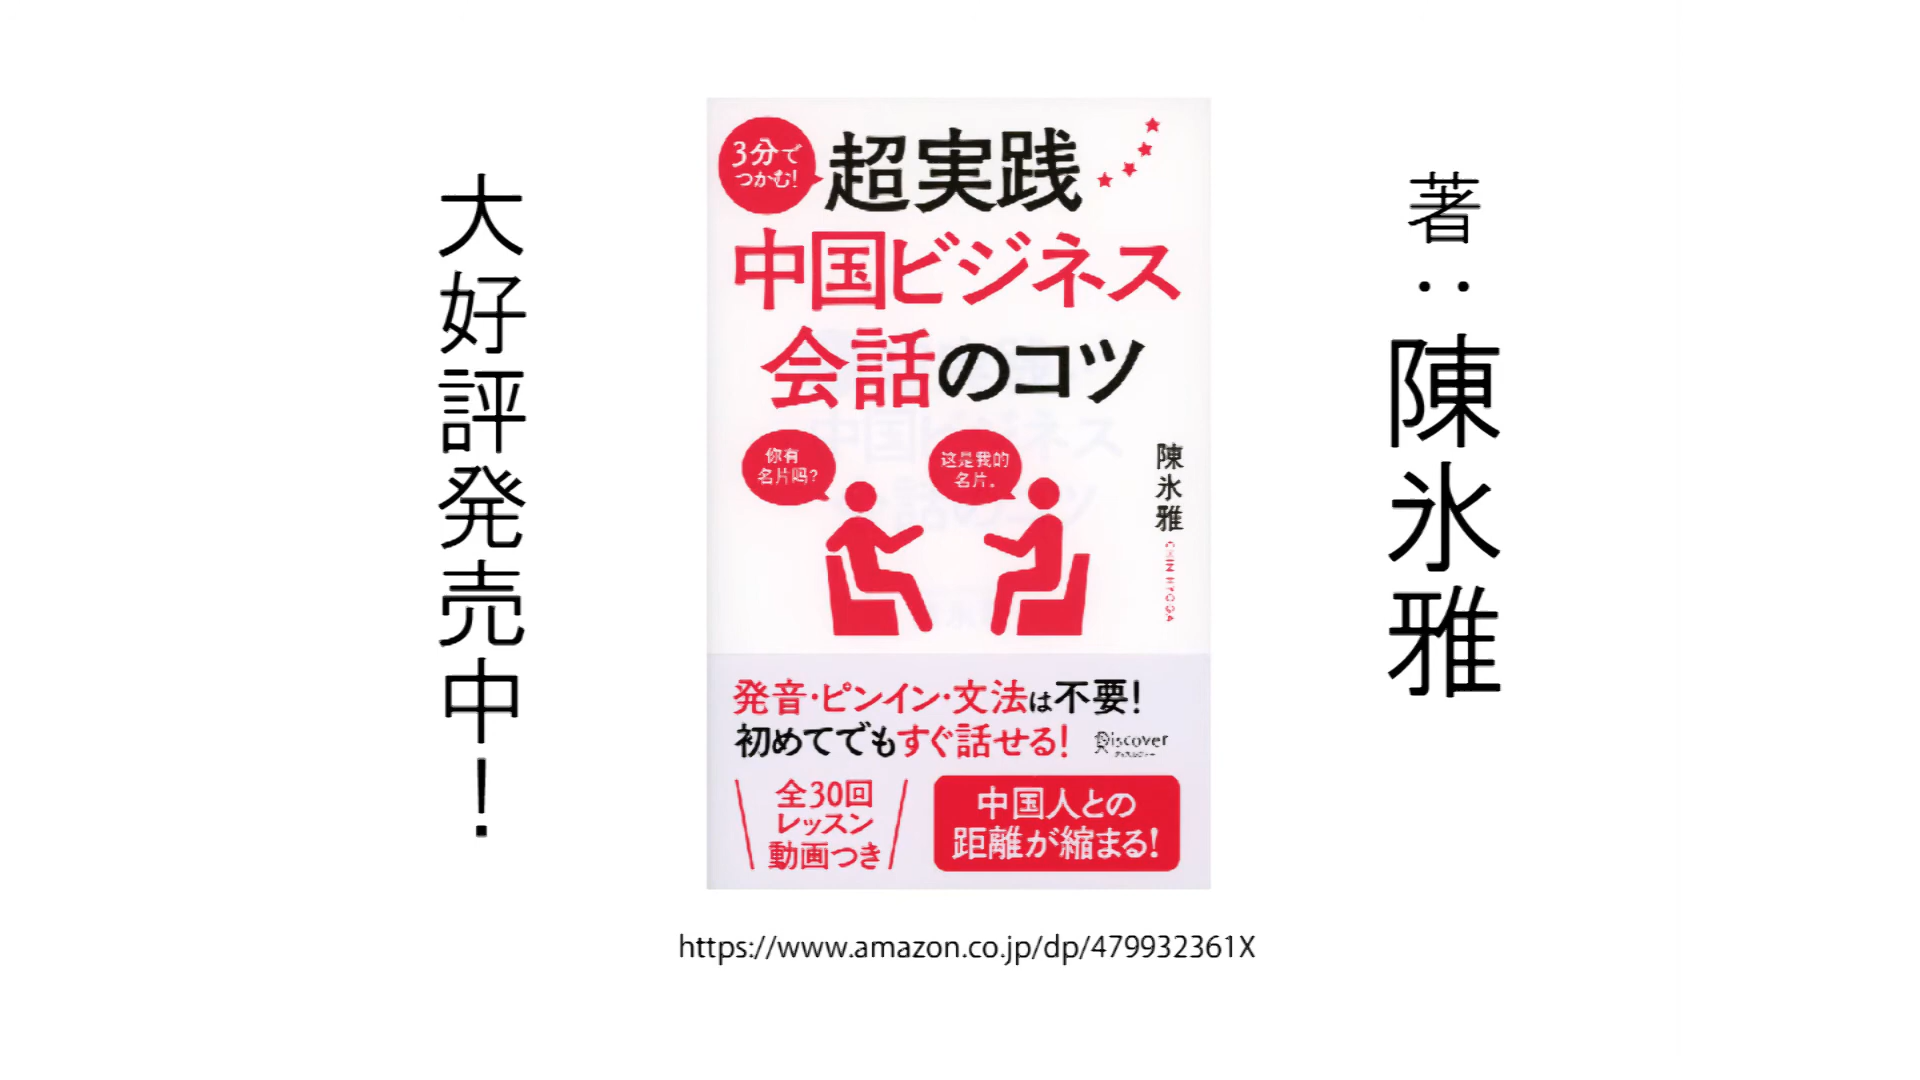 著：陳氷雅
3分で
つかむ！
超実践
中国ビジネス
会話のコツ
你有
名片吗？
这是我的
名片。
陳氷雅
CHIN HYOGA
発音・ピンイン・文法は不要！
初めてでもすぐ話せる！
Discover
全30回
レッスン
動画つき
中国人との
距離が縮まる！
大好評発売中！
https://www.amazon.co.jp/dp/479932361X